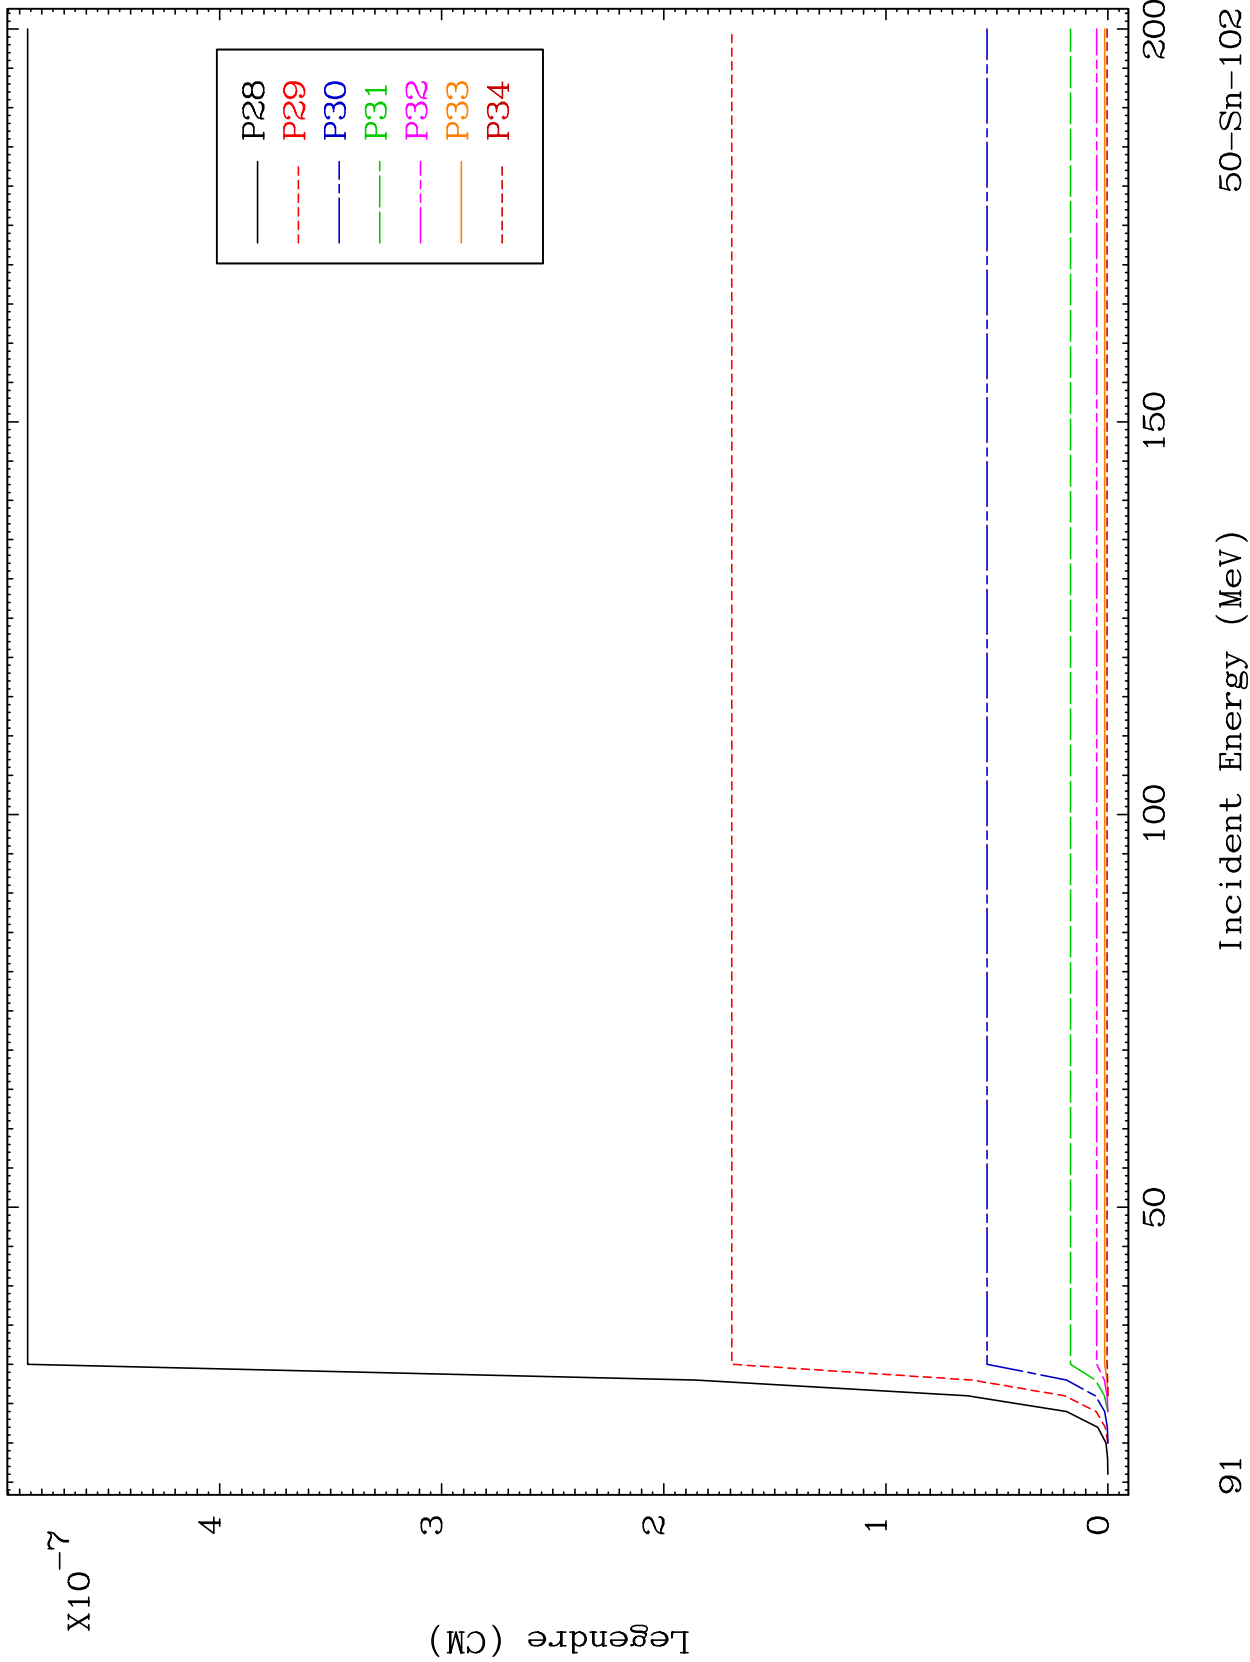 X10-7
4
3
2
1
0
Legendre (CM)
P28
P29
P30
P31
P32
P33
P34
50
100
150
200
Incident Energy (MeV)
91
50-Sn-102